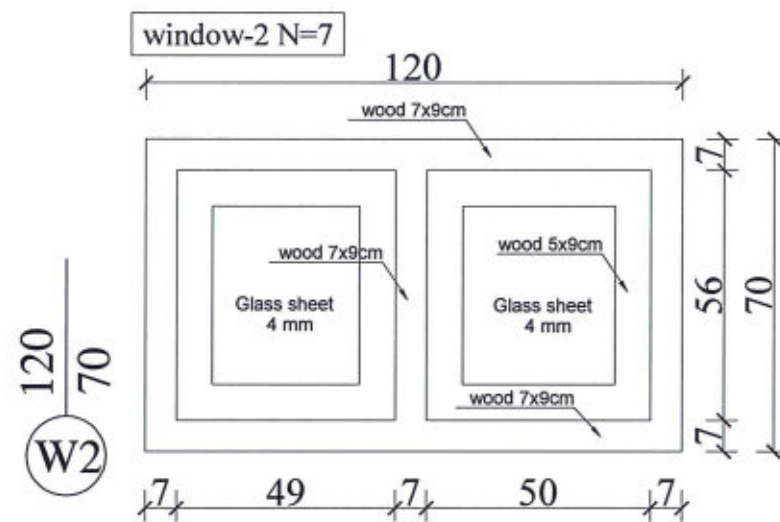 window-2 N=7
120
wood 7x9cm
7
wood 7x9cm
wood 5x9cm
Glass sheet
4 mm
Glass sheet
4 mm
56
70
120
70
W2
wood 7x9cm
7
7
49
7
50
7